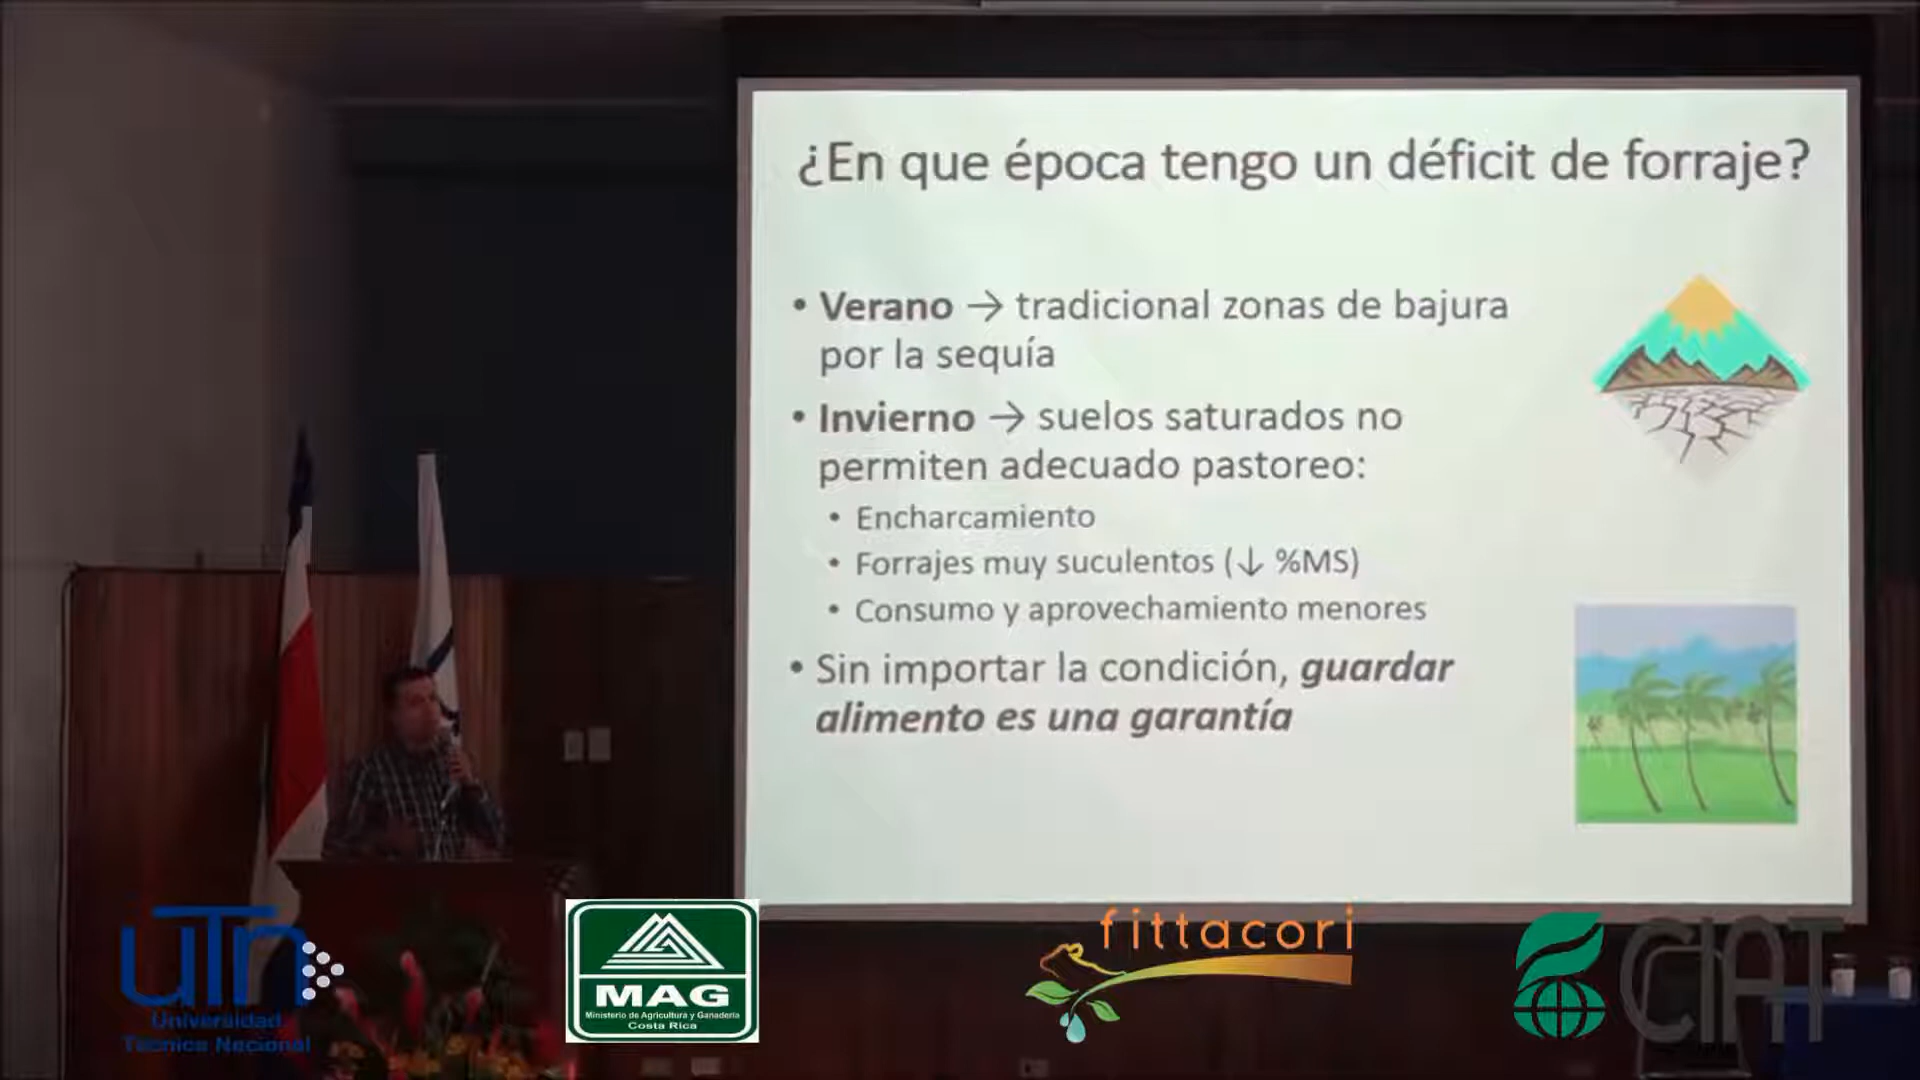 ¿En que época tengo un déficit de forraje?
• Verano → tradicional zonas de bajura
por la sequía
• Invierno → suelos saturados no
permiten adecuado pastoreo:
• Encharcamiento
• Forrajes muy suculentos (↓ %MS)
• Consumo y aprovechamiento menores
• Sin importar la condición, guardar
alimento es una garantía
uTn
Universidad
Técnica Nacional
MAG
Ministerio de Agricultura y Ganadería
Costa Rica
fittacori
CIAT